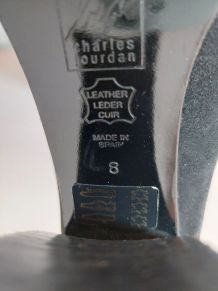 charles
jourdan
LEATHER
LEDER
CUIR
MADE IN
SPAIN
8